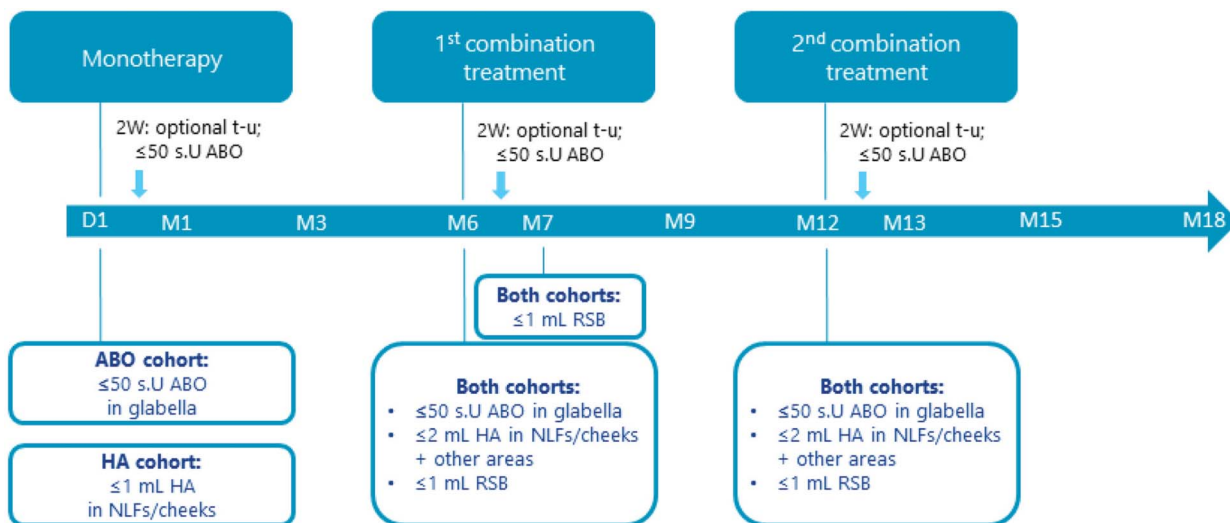 Monotherapy
1st combination
treatment
2nd combination
treatment
2W: optional t-u;
≤50 s.U ABO
2W: optional t-u;
≤50 s.U ABO
2W: optional t-u;
≤50 s.U ABO
D1 M1 M3 M6 M7 M9 M12 M13 M15 M18
Both cohorts:
≤1 mL RSB
ABO cohort:
≤50 s.U ABO
in glabella
HA cohort:
≤1 mL HA
in NLFs/cheeks
Both cohorts:
• ≤50 s.U ABO in glabella
• ≤2 mL HA in NLFs/cheeks
+ other areas
• ≤1 mL RSB
Both cohorts:
• ≤50 s.U ABO in glabella
• ≤2 mL HA in NLFs/cheeks
+ other areas
• ≤1 mL RSB